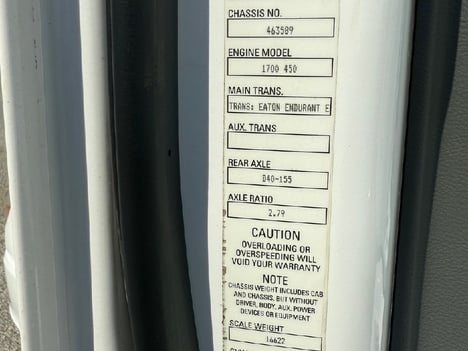 CHASSIS NO.
463589
ENGINE MODEL
1700 450
MAIN TRANS.
TRANS: EATON ENDURANT E
AUX. TRANS
REAR AXLE
D40-155
AXLE RATIO
2.79
CAUTION
OVERLOADING OR
OVERSPEEDING WILL
VOID YOUR WARRANTY
NOTE
CHASSIS WEIGHT INCLUDES CAB
AND CHASSIS, BUT WITHOUT
DRIVER, BODY, AUX. POWER
DEVICES OR EQUIPMENT
SCALE WEIGHT
16622